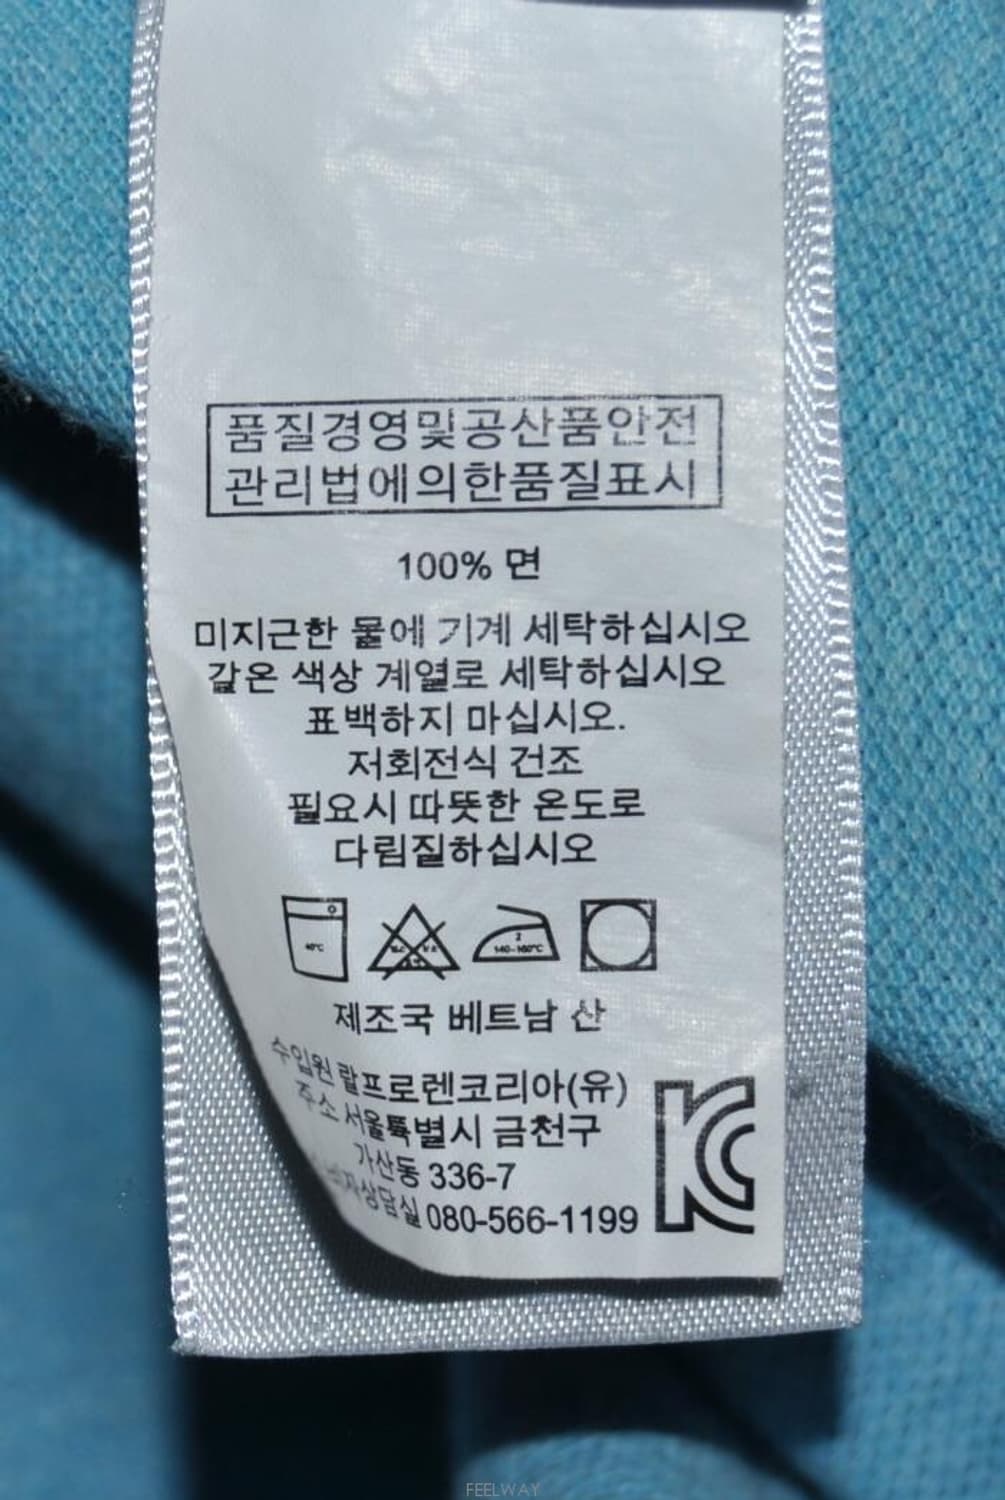 품질경영및공산품안전
관리법에의한품질표시
100% 면
미지근한 물에 기계 세탁하십시오
같은 색상 계열로 세탁하십시오
표백하지 마십시오.
저회전식 건조
필요시 따뜻한 온도로
다림질하십시오
40°C
2
140-160°C
제조국 베트남 산
수입원 랄프로렌코리아(유)
주소 서울특별시 금천구
가산동 336-7
080-566-1199
FEELWAY